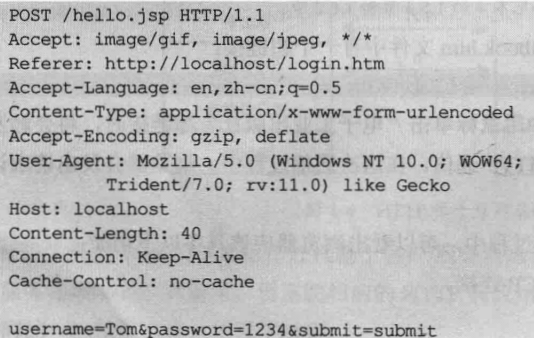 POST /hello.jsp HTTP/1.1
Accept: image/gif, image/jpeg, */*
Referer: http://localhost/login.htm
Accept-Language: en,zh-cn;q=0.5
Content-Type: application/x-www-form-urlencoded
Accept-Encoding: gzip, deflate
User-Agent: Mozilla/5.0 (Windows NT 10.0; WOW64;
Trident/7.0; rv:11.0) like Gecko
Host: localhost
Content-Length: 40
Connection: Keep-Alive
Cache-Control: no-cache
username=Tom&password=1234&submit=submit